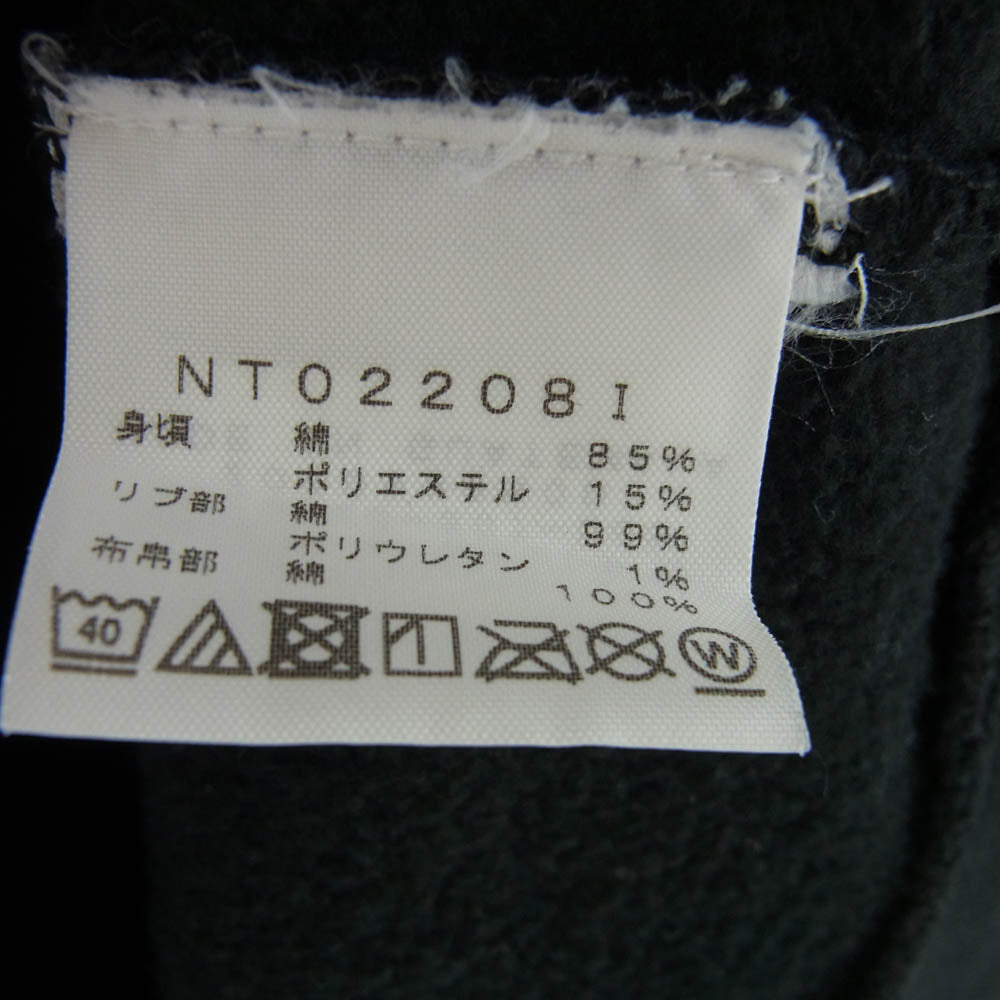 NT02208I
身頃 綿 85%
ポリエステル 15%
リブ部 綿 99%
ポリウレタン 1%
布帛部 綿 100%
40
W